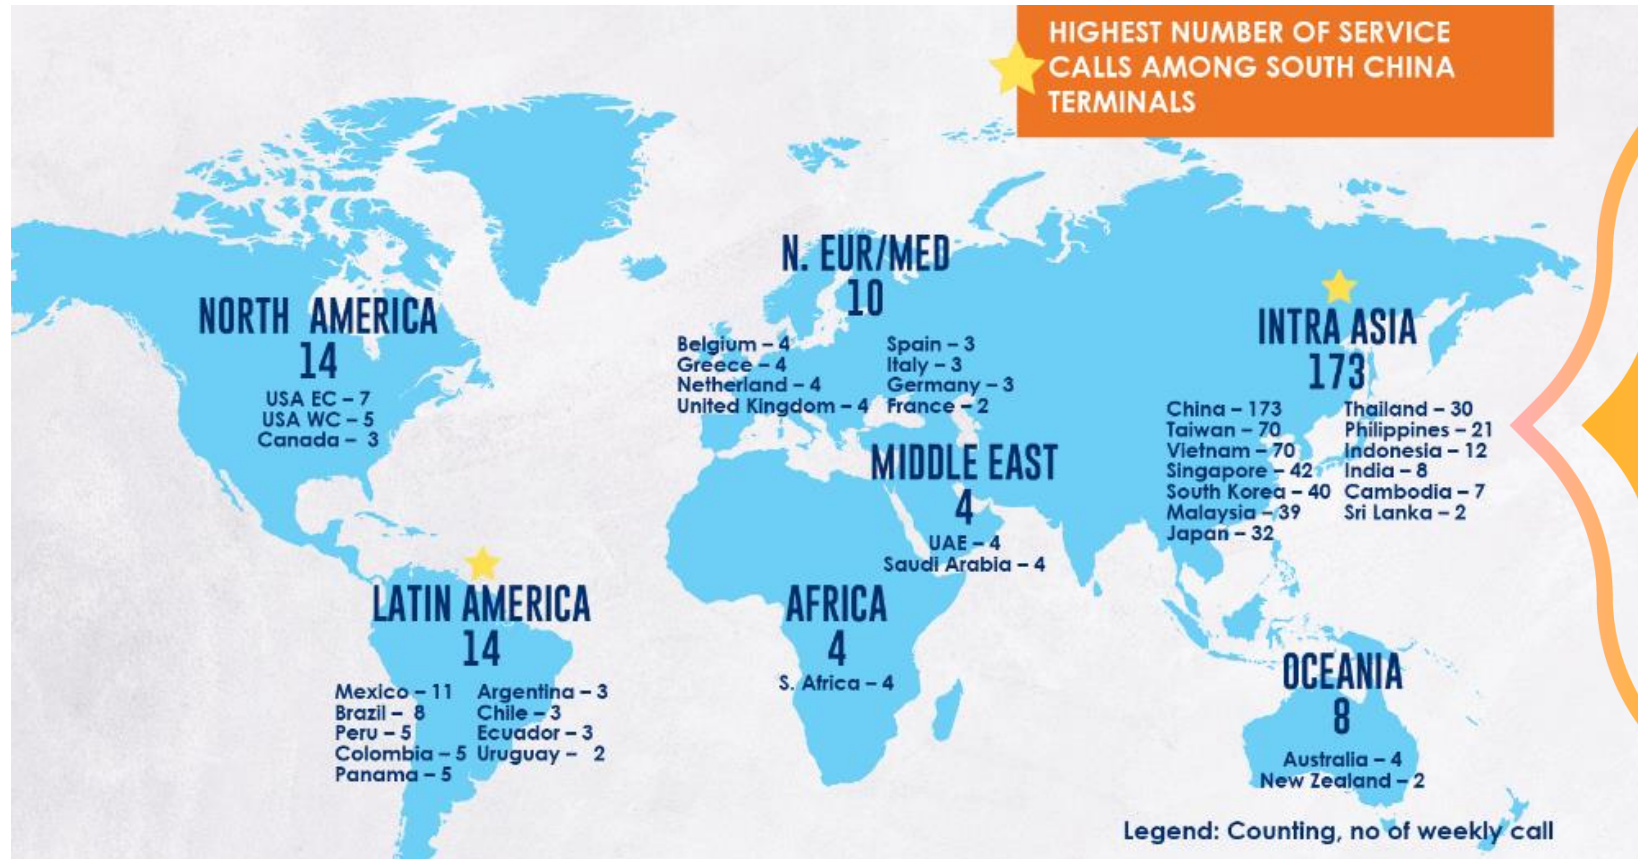 HIGHEST NUMBER OF SERVICE
CALLS AMONG SOUTH CHINA
TERMINALS
NORTH AMERICA
14
USA EC – 7
USA WC – 5
Canada – 3
N. EUR/MED
10
Belgium – 4
Greece – 4
Netherland – 4
United Kingdom – 4
Spain – 3
Italy – 3
Germany – 3
France – 2
INTRA ASIA
173
China – 173
Taiwan – 70
Vietnam – 70
Singapore – 42
South Korea – 40
Malaysia – 39
Japan – 32
Thailand – 30
Philippines – 21
Indonesia – 12
India – 8
Cambodia – 7
Sri Lanka – 2
MIDDLE EAST
4
UAE – 4
Saudi Arabia – 4
LATIN AMERICA
14
Mexico – 11
Brazil – 8
Peru – 5
Colombia – 5
Panama – 5
Argentina – 3
Chile – 3
Ecuador – 3
Uruguay – 2
AFRICA
4
S. Africa – 4
OCEANIA
8
Australia – 4
New Zealand – 2
Legend: Counting, no of weekly call